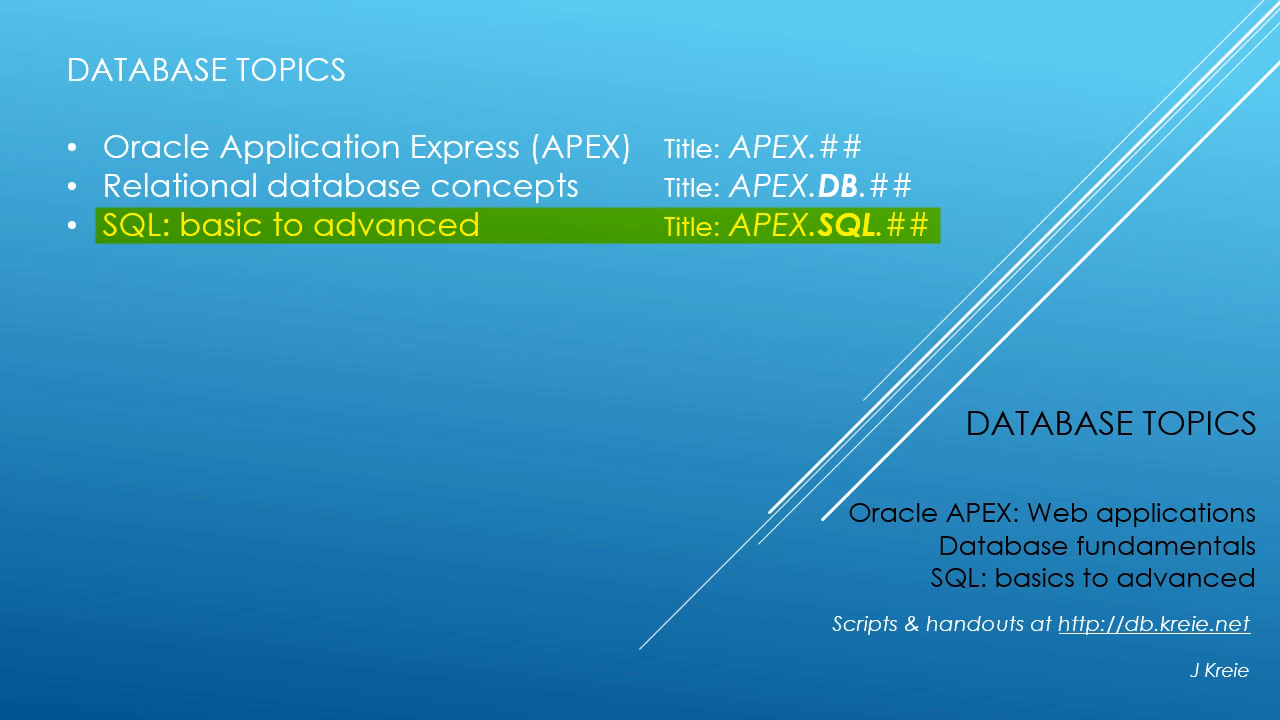 DATABASE TOPICS
• Oracle Application Express (APEX) Title: APEX.##
• Relational database concepts Title: APEX.DB.##
• SQL: basic to advanced Title: APEX.SQL.##
DATABASE TOPICS
Oracle APEX: Web applications
Database fundamentals
SQL: basics to advanced
Scripts & handouts at http://db.kreie.net
J Kreie